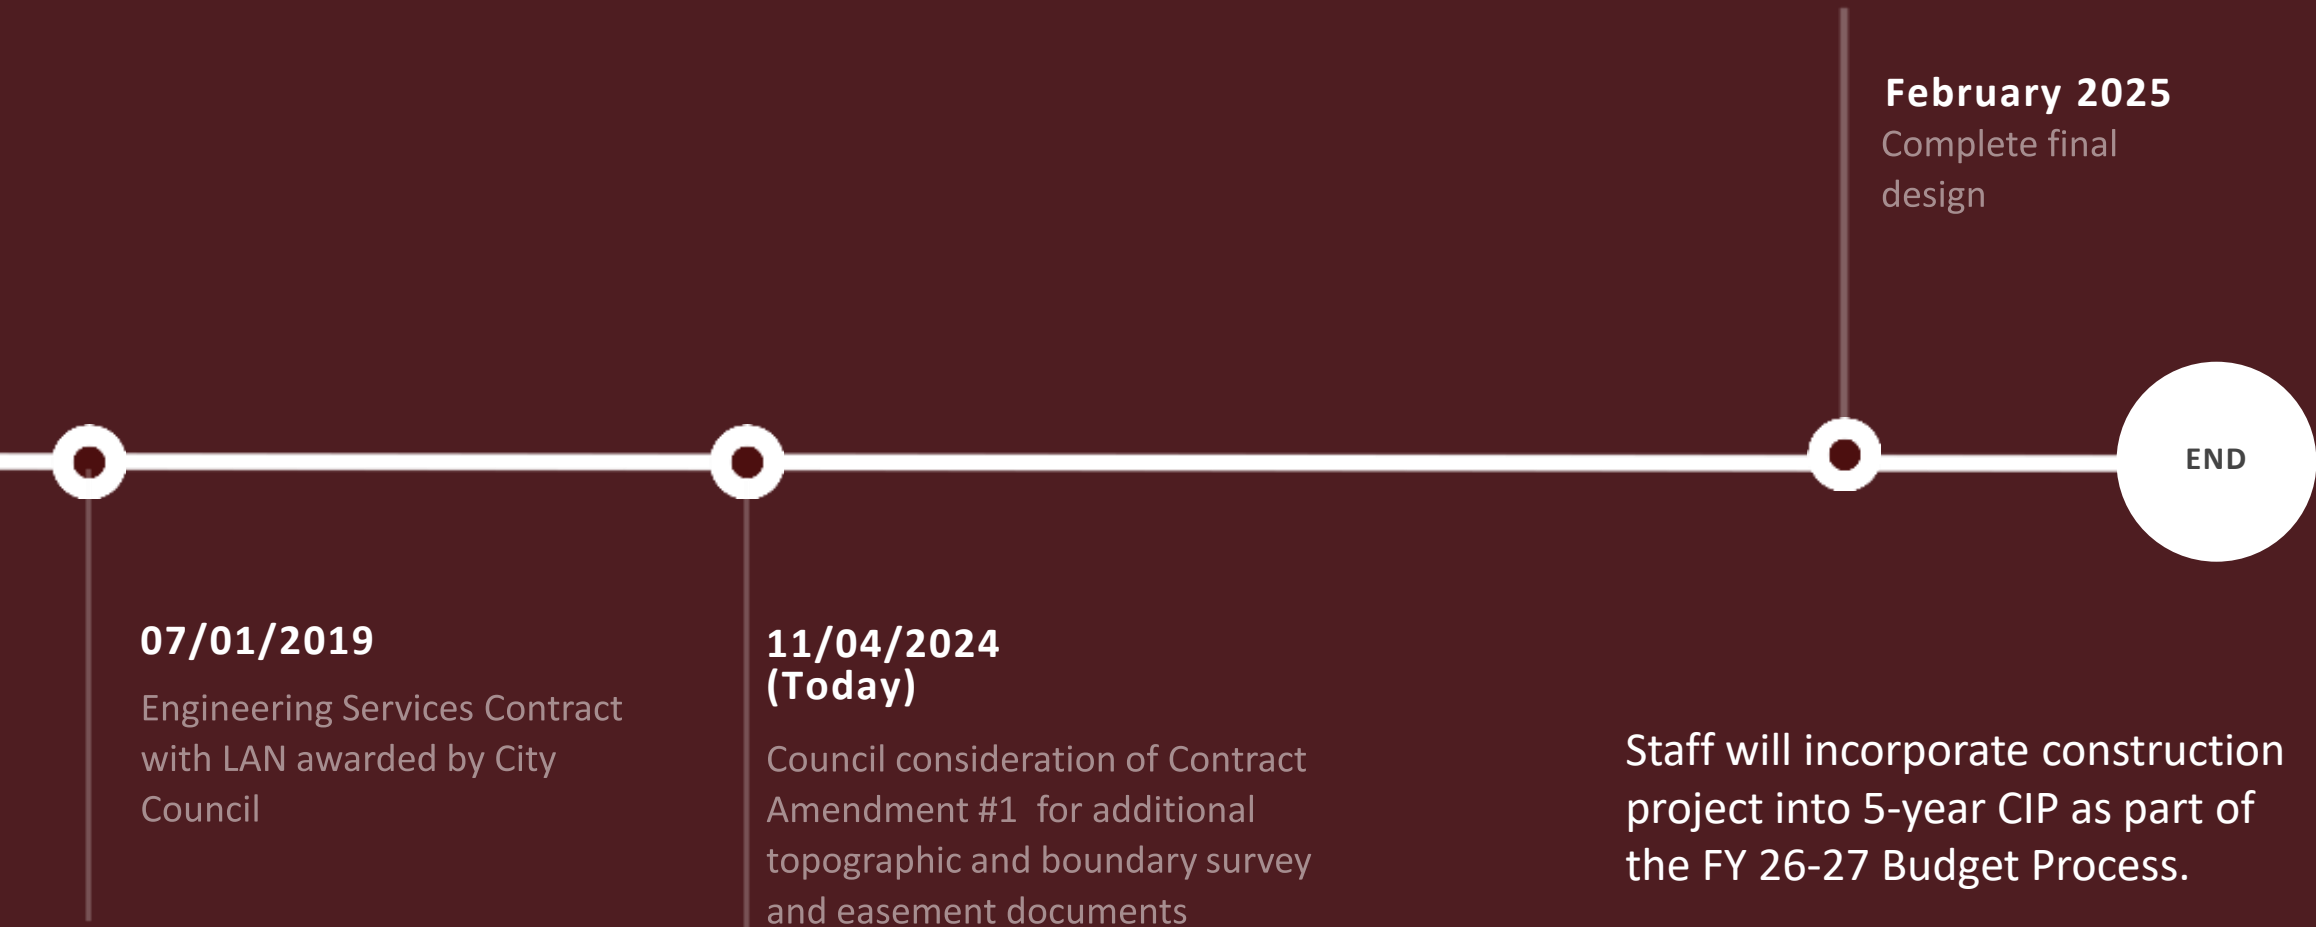 February 2025
Complete final
design
END
07/01/2019
Engineering Services Contract
with LAN awarded by City
Council
11/04/2024
(Today)
Council consideration of Contract
Amendment #1  for additional
topographic and boundary survey
and easement documents
Staff will incorporate construction
project into 5-year CIP as part of
the FY 26-27 Budget Process.